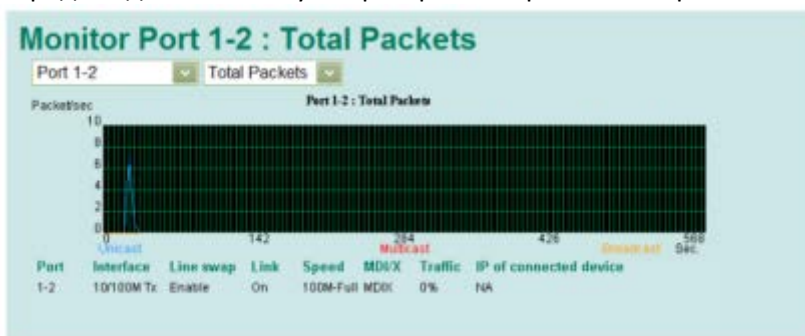 Monitor Port 1-2 : Total Packets
Port 1-2 Total Packets
Packet/sec
Port 1-2 : Total Packets
10
8
6
4
2
0
0 142 284 426 568
Unicast Multicast Broadcast Sec.
Port Interface Line swap Link Speed MDI/X Traffic IP of connected device
1-2 10/100M Tx Enable On 100M-Full MDIX 0% NA